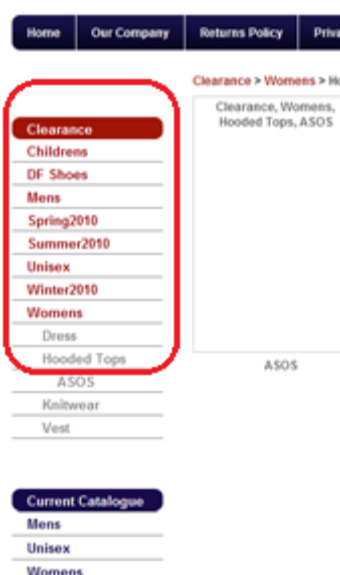 Home Our Company Returns Policy
Clearance > Womens >
Clearance, Womens,
Hooded Tops, ASOS
ASOS
Clearance
Childrens
DF Shoes
Mens
Spring2010
Summer2010
Unisex
Winter2010
Womens
Dress
Hooded Tops
ASOS
Knitwear
Vest
Current Catalogue
Mens
Unisex
Womens